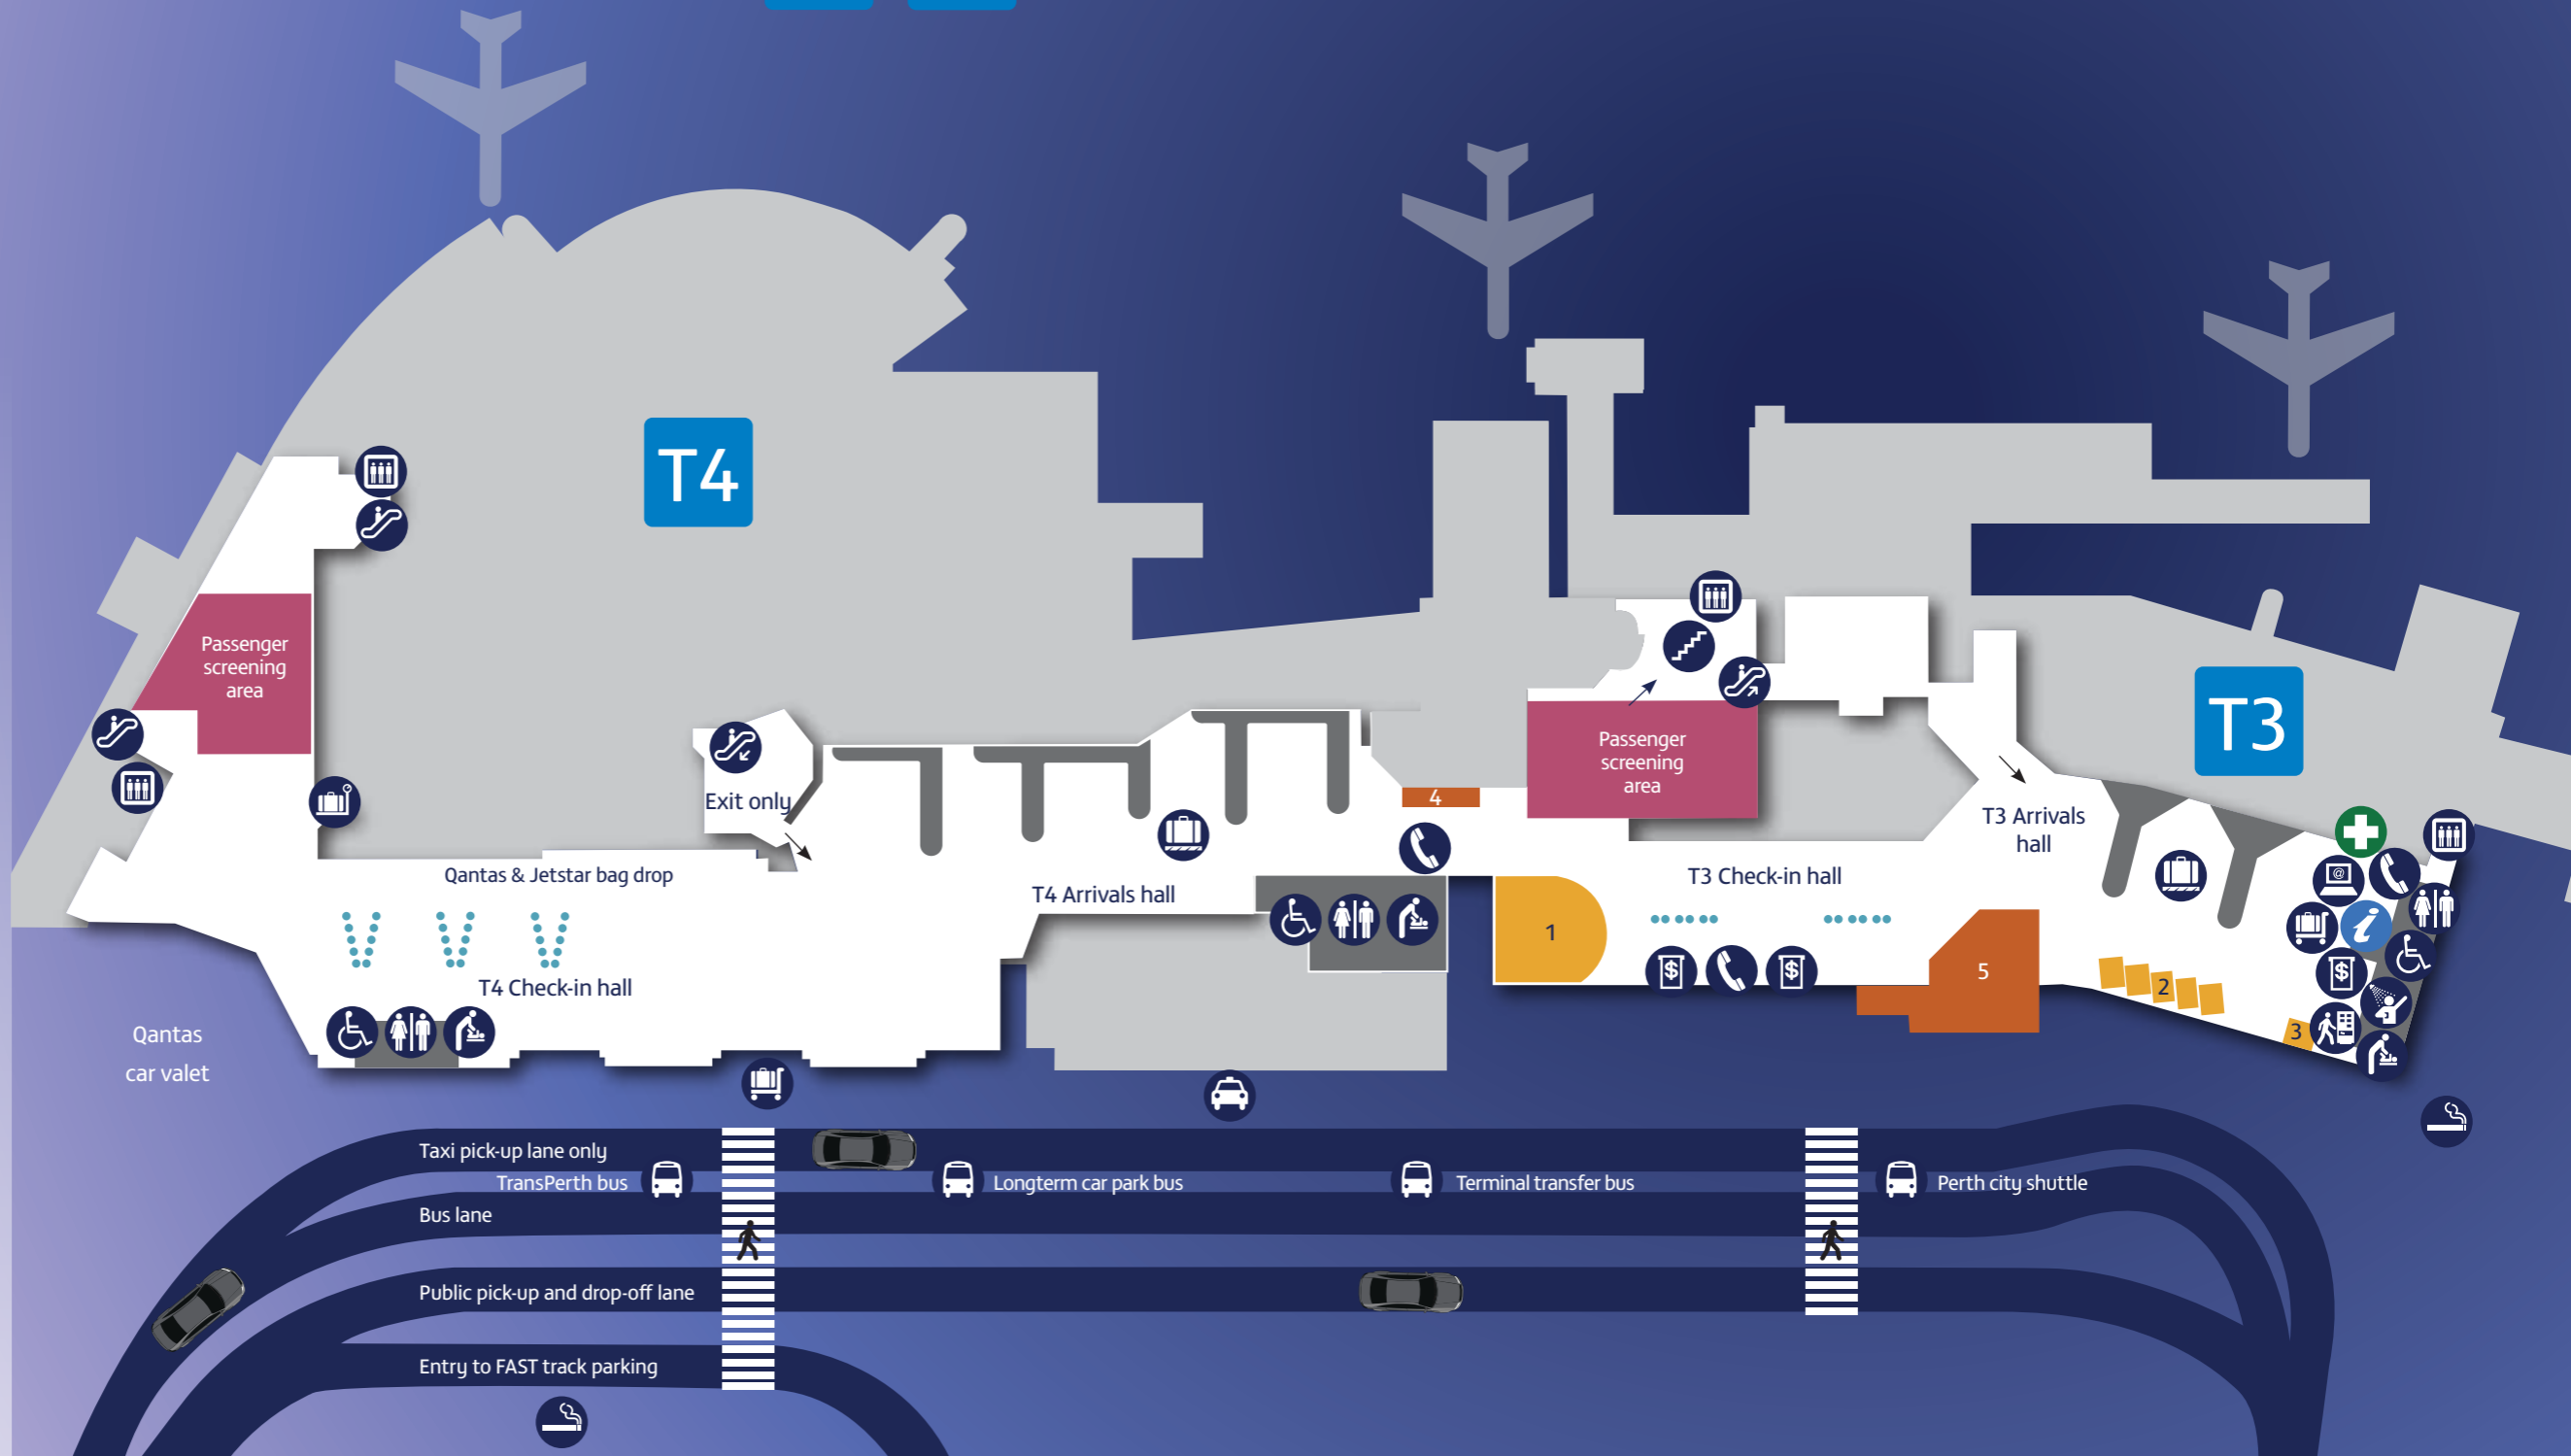 T4
Passenger
screening
area
Passenger
screening
area
T3
Exit only
4
T3 Arrivals
hall
Qantas & Jetstar bag drop
T4 Arrivals hall
T3 Check-in hall
1
5
2
3
T4 Check-in hall
$
$
$
@
i
Qantas
car valet
Taxi pick-up lane only
TransPerth bus
Longterm car park bus
Terminal transfer bus
Perth city shuttle
Bus lane
Public pick-up and drop-off lane
Entry to FAST track parking